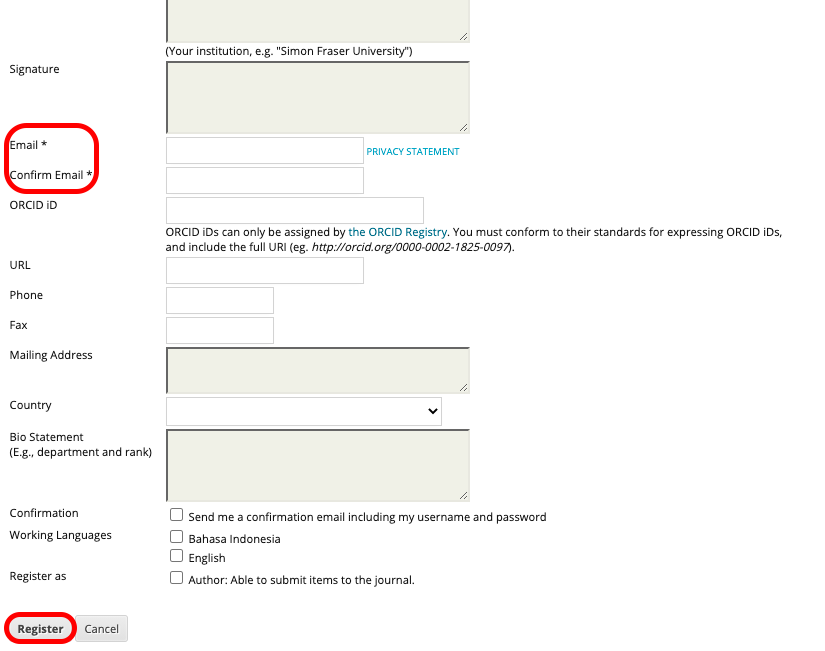 (Your institution, e.g. "Simon Fraser University")
Signature
Email *
PRIVACY STATEMENT
Confirm Email *
ORCID iD
ORCID iDs can only be assigned by the ORCID Registry. You must conform to their standards for expressing ORCID iDs,
and include the full URI (eg. http://orcid.org/0000-0002-1825-0097).
URL
Phone
Fax
Mailing Address
Country
Bio Statement
(E.g., department and rank)
Confirmation
Send me a confirmation email including my username and password
Working Languages
Bahasa Indonesia
English
Register as
Author: Able to submit items to the journal.
Register
Cancel